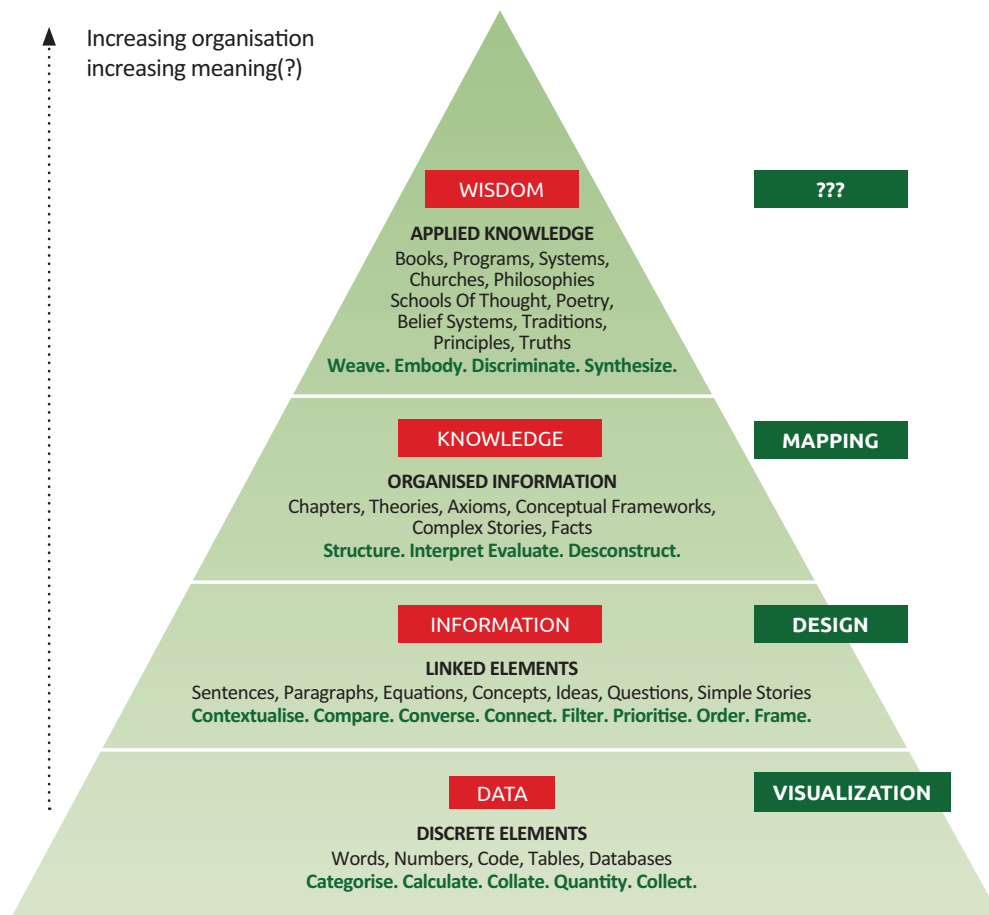 Increasing organisation
increasing meaning(?)
WISDOM
???
APPLIED KNOWLEDGE
Books, Programs, Systems,
Churches, Philosophies
Schools Of Thought, Poetry,
Belief Systems, Traditions,
Principles, Truths
Weave. Embody. Discriminate. Synthesize.
KNOWLEDGE
MAPPING
ORGANISED INFORMATION
Chapters, Theories, Axioms, Conceptual Frameworks,
Complex Stories, Facts
Structure. Interpret Evaluate. Desconstruct.
INFORMATION
DESIGN
LINKED ELEMENTS
Sentences, Paragraphs, Equations, Concepts, Ideas, Questions, Simple Stories
Contextualise. Compare. Converse. Connect. Filter. Prioritise. Order. Frame.
DATA
VISUALIZATION
DISCRETE ELEMENTS
Words, Numbers, Code, Tables, Databases
Categorise. Calculate. Collate. Quantity. Collect.